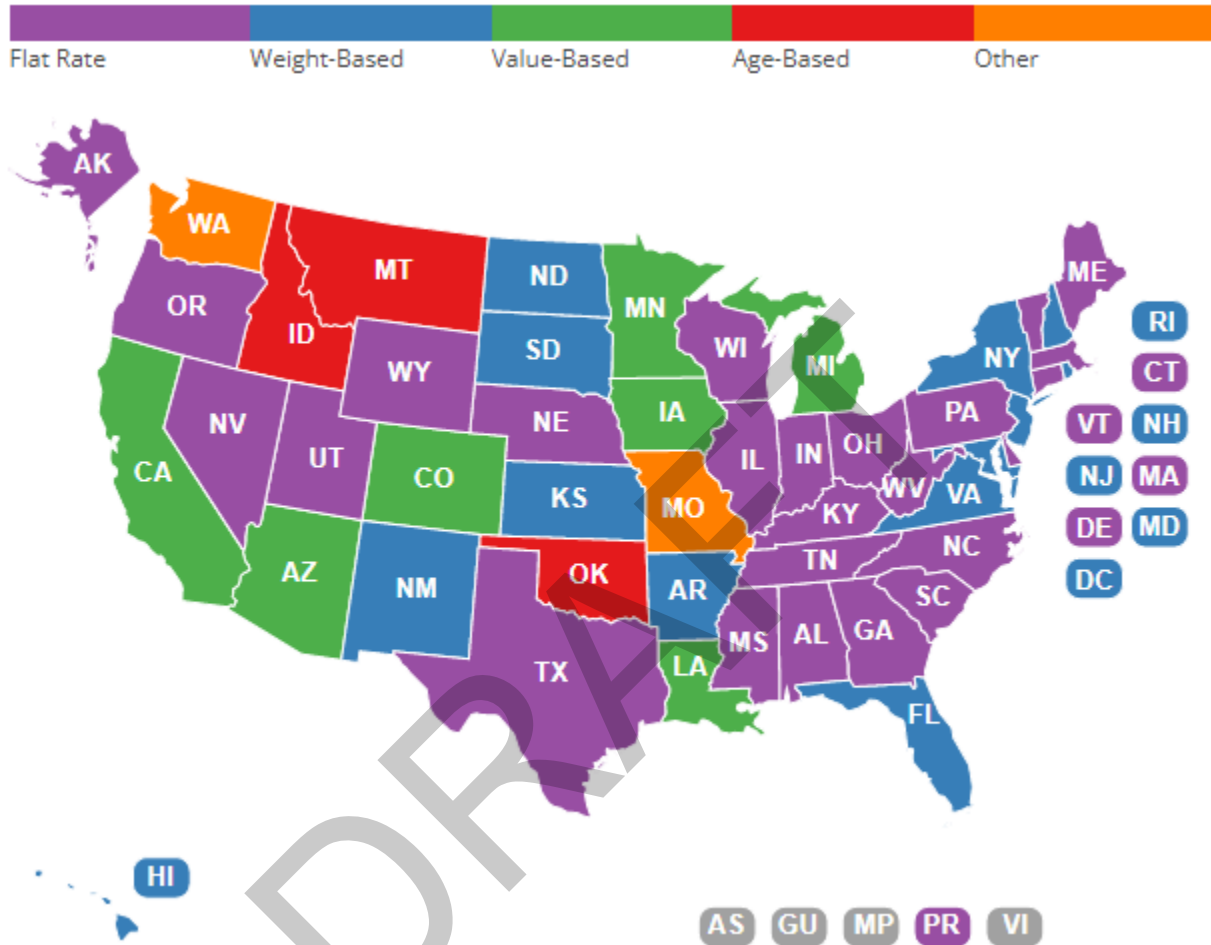 Flat Rate Weight-Based Value-Based Age-Based Other
AK
WA
MT
ND
ME
OR
ID
MN
RI
SD
WI
NY
WY
MI
CT
IA
PA
NV
NE
VT NH
UT
IL
IN
OH
CA
CO
NJ MA
KS
WV
VA
MO
KY
DE MD
NC
TN
AZ
OK
DC
NM
AR
SC
MS
AL
GA
TX
LA
FL
DRAFT
HI
AS GU MP PR VI